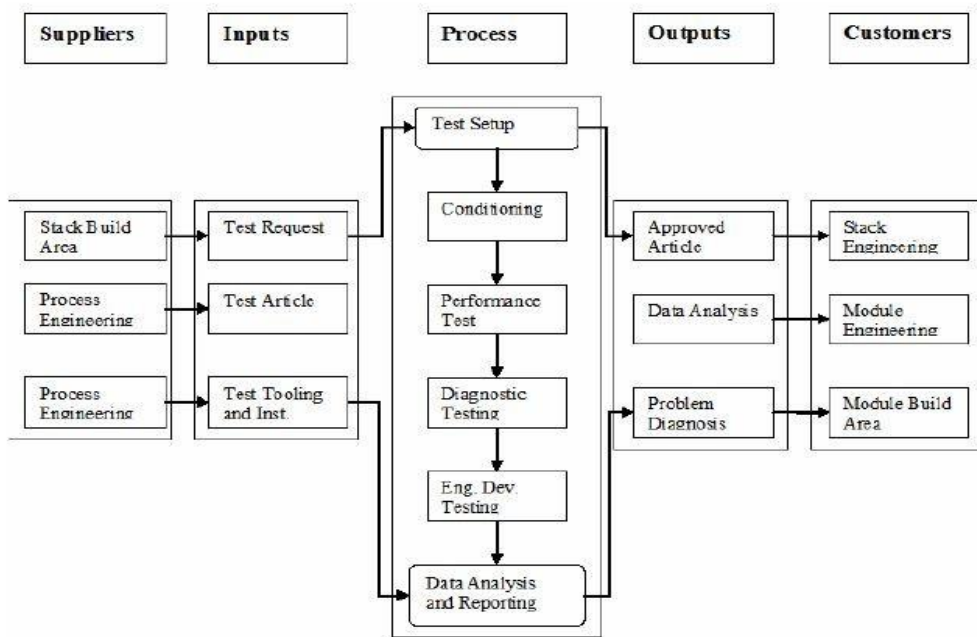 Suppliers
Inputs
Process
Outputs
Customers
Test Setup
Conditioning
Performance
Test
Diagnostic
Testing
Eng. Dev.
Testing
Data Analysis
and Reporting
Stack Build
Area
Process
Engineering
Process
Engineering
Test Request
Test Article
Test Tooling
and Inst.
Approved
Article
Data Analysis
Problem
Diagnosis
Stack
Engineering
Module
Engineering
Module Build
Area